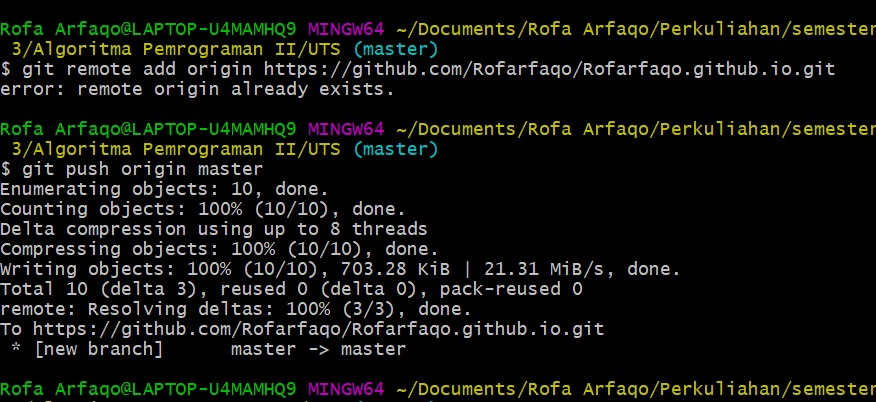 Rofa Arfaqo@LAPTOP-U4MAMHQ9 MINGW64 ~/Documents/Rofa Arfaqo/Perkuliahan/semester
 3/Algoritma Pemrograman II/UTS (master)
$ git remote add origin https://github.com/Rofarfaqo/Rofarfaqo.github.io.git
error: remote origin already exists.

Rofa Arfaqo@LAPTOP-U4MAMHQ9 MINGW64 ~/Documents/Rofa Arfaqo/Perkuliahan/semester
 3/Algoritma Pemrograman II/UTS (master)
$ git push origin master
Enumerating objects: 10, done.
Counting objects: 100% (10/10), done.
Delta compression using up to 8 threads
Compressing objects: 100% (10/10), done.
Writing objects: 100% (10/10), 703.28 KiB | 21.31 MiB/s, done.
Total 10 (delta 3), reused 0 (delta 0), pack-reused 0
remote: Resolving deltas: 100% (3/3), done.
To https://github.com/Rofarfaqo/Rofarfaqo.github.io.git
 * [new branch]      master -> master

Rofa Arfaqo@LAPTOP-U4MAMHQ9 MINGW64 ~/Documents/Rofa Arfaqo/Perkuliahan/semester